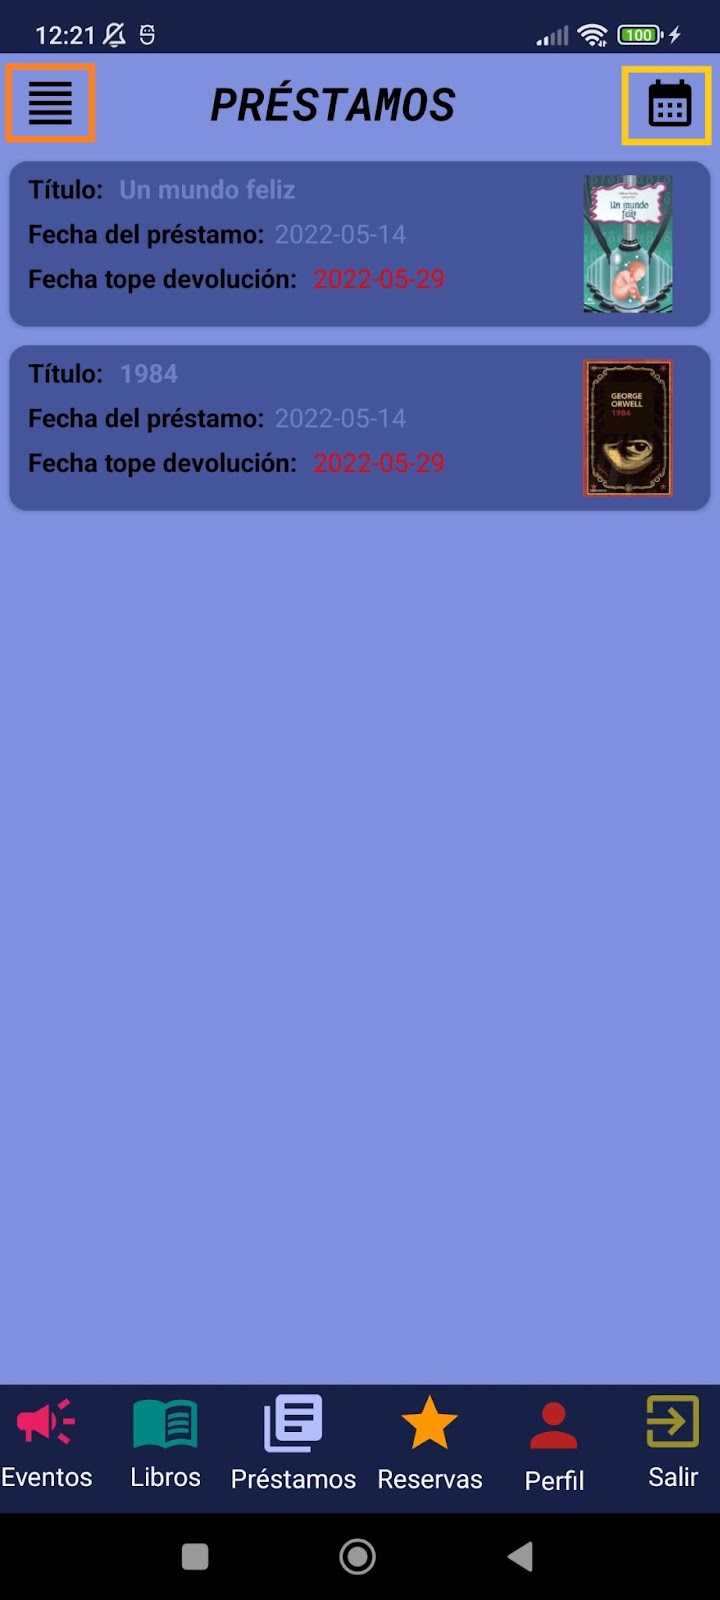 12:21
100
PRÉSTAMOS
Título: Un mundo feliz
Fecha del préstamo: 2022-05-14
Fecha tope devolución: 2022-05-29
Un mundo
feliz
Título: 1984
Fecha del préstamo: 2022-05-14
Fecha tope devolución: 2022-05-29
GEORGE
ORWELL
1984
Eventos
Libros
Préstamos
Reservas
Perfil
Salir